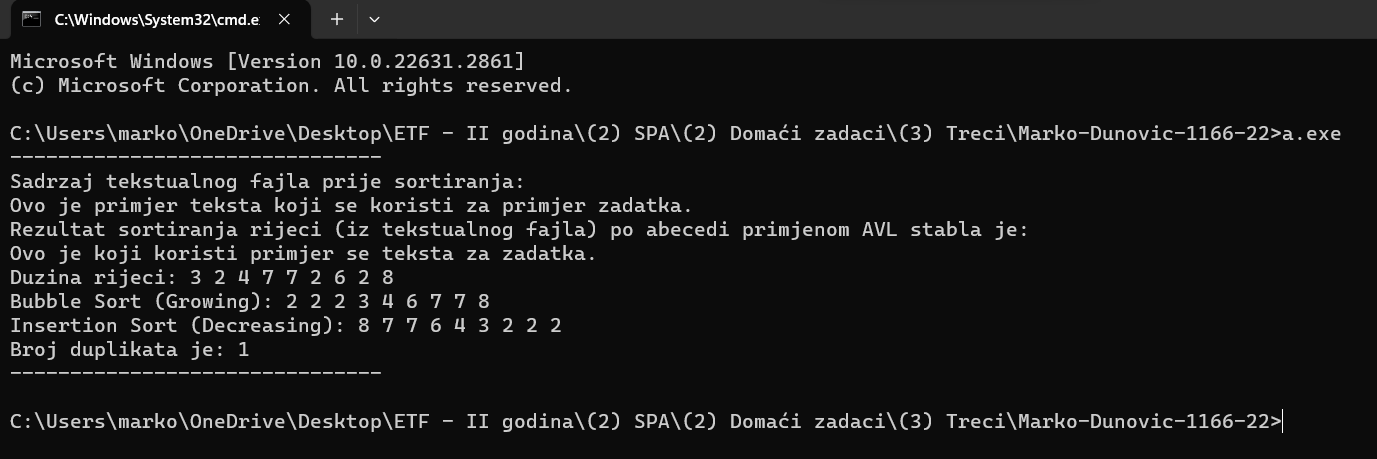 C:\Windows\System32\cmd.e
Microsoft Windows [Version 10.0.22631.2861]
(c) Microsoft Corporation. All rights reserved.
C:\Users\marko\OneDrive\Desktop\ETF - II godina\(2) SPA\(2) Domaći zadaci\(3) Treci\Marko-Dunovic-1166-22>a.exe
-------------------------------
Sadrzaj tekstualnog fajla prije sortiranja:
Ovo je primjer teksta koji se koristi za primjer zadatka.
Rezultat sortiranja rijeci (iz tekstualnog fajla) po abecedi primjenom AVL stabla je:
Ovo je koji koristi primjer se teksta za zadatka.
Duzina rijeci: 3 2 4 7 7 2 6 2 8
Bubble Sort (Growing): 2 2 2 3 4 6 7 7 8
Insertion Sort (Decreasing): 8 7 7 6 4 3 2 2 2
Broj duplikata je: 1
-------------------------------
C:\Users\marko\OneDrive\Desktop\ETF - II godina\(2) SPA\(2) Domaći zadaci\(3) Treci\Marko-Dunovic-1166-22>